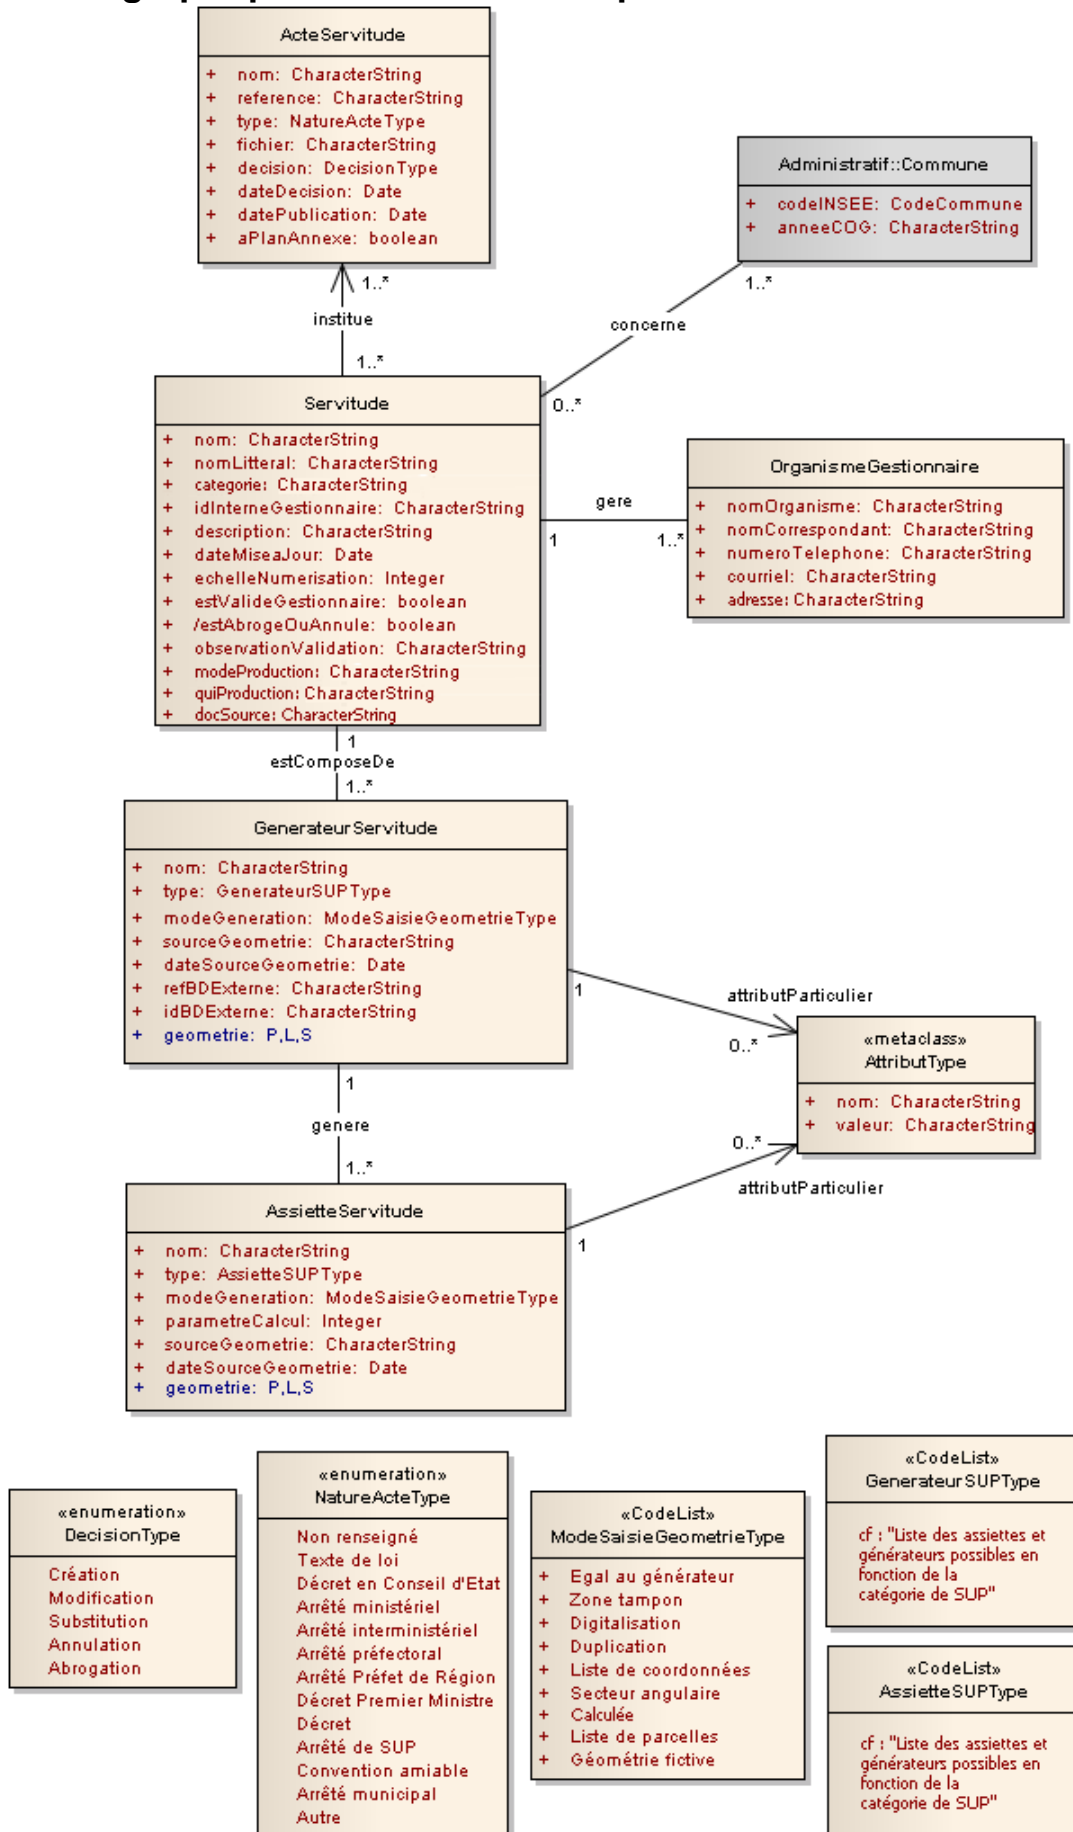 ActeServitude
+ nom: CharacterString
+ reference: CharacterString
+ type: NatureActeType
+ fichier: CharacterString
+ decision: DecisionType
+ dateDecision: Date
+ datePublication: Date
+ aPlanAnnexe: boolean
1..*
institue
1..*
Administratif::Commune
+ codeINSEE: CodeCommune
+ anneeCOG: CharacterString
1..*
concerne
0..*
Servitude
+ nom: CharacterString
+ nomLitteral: CharacterString
+ categorie: CharacterString
+ idInterneGestionnaire: CharacterString
+ description: CharacterString
+ dateMiseaJour: Date
+ echelleNumerisation: Integer
+ estValideGestionnaire: boolean
+ /estAbrogeOuAnnule: boolean
+ observationValidation: CharacterString
+ modeProduction: CharacterString
+ quiProduction: CharacterString
+ docSource: CharacterString
gere
1
1..*
OrganismeGestionnaire
+ nomOrganisme: CharacterString
+ nomCorrespondant: CharacterString
+ numeroTelephone: CharacterString
+ courriel: CharacterString
+ adresse: CharacterString
1
estComposeDe
1..*
GenerateurServitude
+ nom: CharacterString
+ type: GenerateurSUPType
+ modeGeneration: ModeSaisieGeometrieType
+ sourceGeometrie: CharacterString
+ dateSourceGeometrie: Date
+ refBDExterne: CharacterString
+ idBDExterne: CharacterString
+ geometrie: P,L,S
1
attributParticulier
0..*
«metaclass»
AttributType
+ nom: CharacterString
+ valeur: CharacterString
1
genere
1..*
0..*
attributParticulier
1
AssietteServitude
+ nom: CharacterString
+ type: AssietteSUPType
+ modeGeneration: ModeSaisieGeometrieType
+ parametreCalcul: Integer
+ sourceGeometrie: CharacterString
+ dateSourceGeometrie: Date
+ geometrie: P,L,S
«enumeration»
DecisionType
Création
Modification
Substitution
Annulation
Abrogation
«enumeration»
NatureActeType
Non renseigné
Texte de loi
Décret en Conseil d'Etat
Arrêté ministériel
Arrêté interministériel
Arrêté préfectoral
Arrêté Préfet de Région
Décret Premier Ministre
Décret
Arrêté de SUP
Convention amiable
Arrêté municipal
Autre
«CodeList»
ModeSaisieGeometrieType
+ Egal au générateur
+ Zone tampon
+ Digitalisation
+ Duplication
+ Liste de coordonnées
+ Secteur angulaire
+ Calculée
+ Liste de parcelles
+ Géométrie fictive
«CodeList»
GenerateurSUPType
cf : "Liste des assiettes et
générateurs possibles en
fonction de la
catégorie de SUP"
«CodeList»
AssietteSUPType
cf : "Liste des assiettes et
générateurs possibles en
fonction de la
catégorie de SUP"